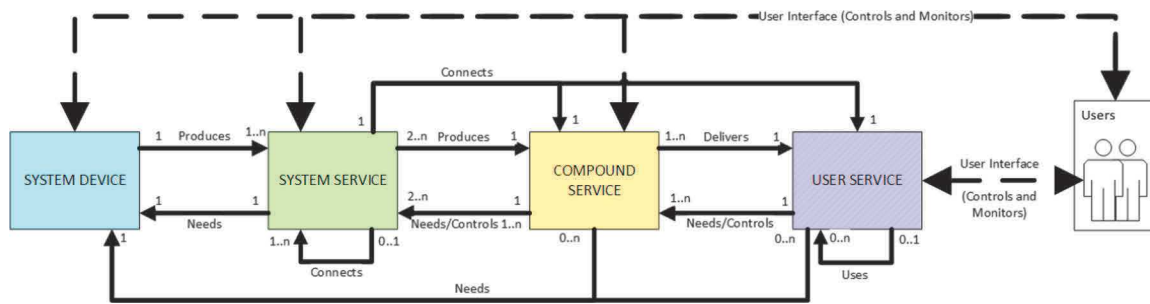 User Interface (Controls and Monitors)
Connects
Users
1 Produces 1..n
1
2..n Produces 1
1
1..n Delivers 1
1
SYSTEM DEVICE
SYSTEM SERVICE
COMPOUND
SERVICE
USER SERVICE
User Interface
(Controls and
Monitors)
1 Needs 1
2..n Needs/Controls 1
1..n
1..n Needs/Controls 1
1
1..n 0..1
Connects
0..n
0..n
0..n 0..1
Uses
Needs